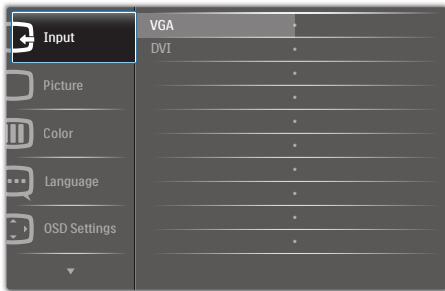 Input
VGA
DVI
Picture
Color
Language
OSD Settings